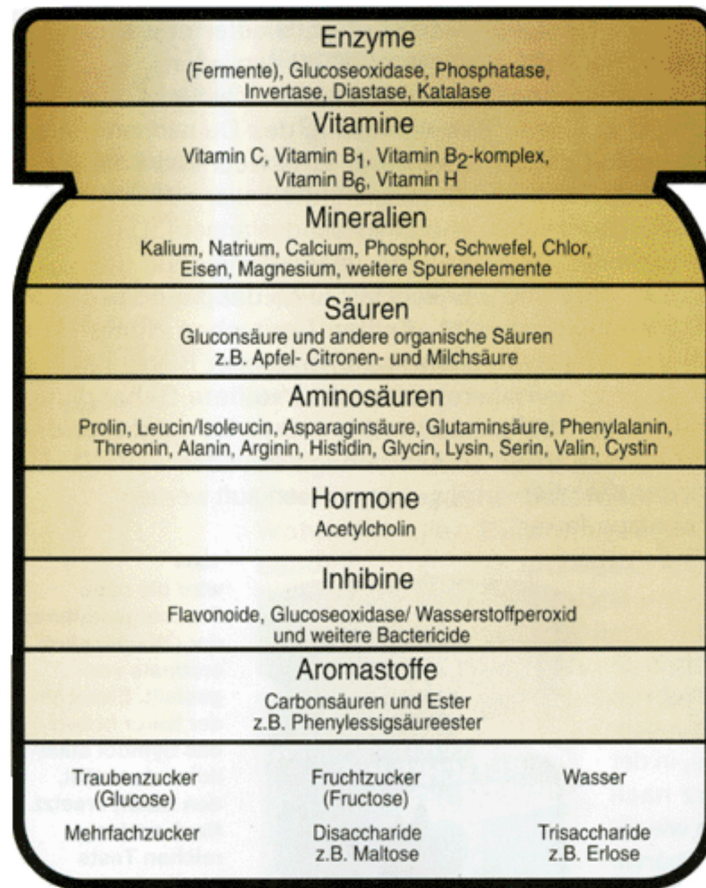 Enzyme
(Fermente), Glucoseoxidase, Phosphatase,
Invertase, Diastase, Katalase
Vitamine
Vitamin C, Vitamin B1, Vitamin B2-komplex,
Vitamin B6, Vitamin H
Mineralien
Kalium, Natrium, Calcium, Phosphor, Schwefel, Chlor,
Eisen, Magnesium, weitere Spurenelemente
Säuren
Gluconsäure und andere organische Säuren
z.B. Apfel- Citronen- und Milchsäure
Aminosäuren
Prolin, Leucin/Isoleucin, Asparaginsäure, Glutaminsäure, Phenylalanin,
Threonin, Alanin, Arginin, Histidin, Glycin, Lysin, Serin, Valin, Cystin
Hormone
Acetylcholin
Inhibine
Flavonoide, Glucoseoxidase/ Wasserstoffperoxid
und weitere Bactericide
Aromastoffe
Carbonsäuren und Ester
z.B. Phenylessigsäureester
Traubenzucker
(Glucose)
Fruchtzucker
(Fructose)
Wasser
Mehrfachzucker
Disaccharide
z.B. Maltose
Trisaccharide
z.B. Erlose